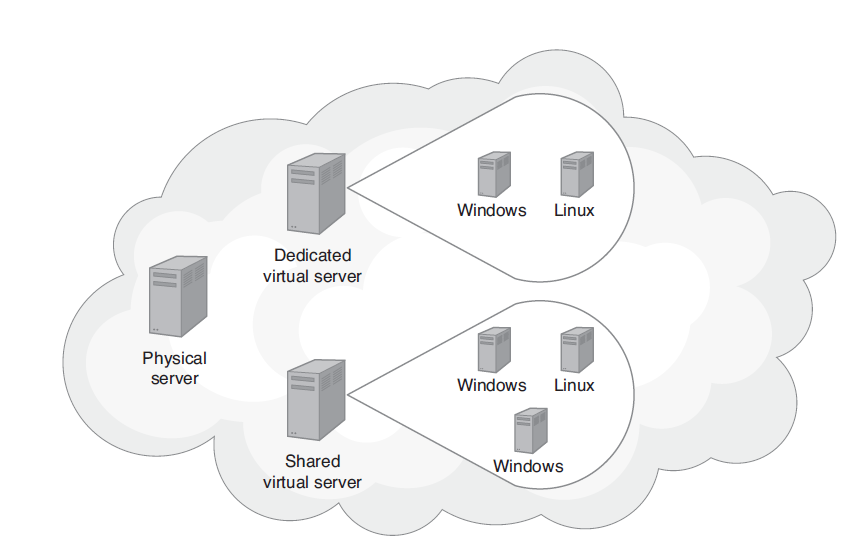 Windows
Linux
Dedicated
virtual server
Physical
server
Windows
Linux
Windows
Shared
virtual server